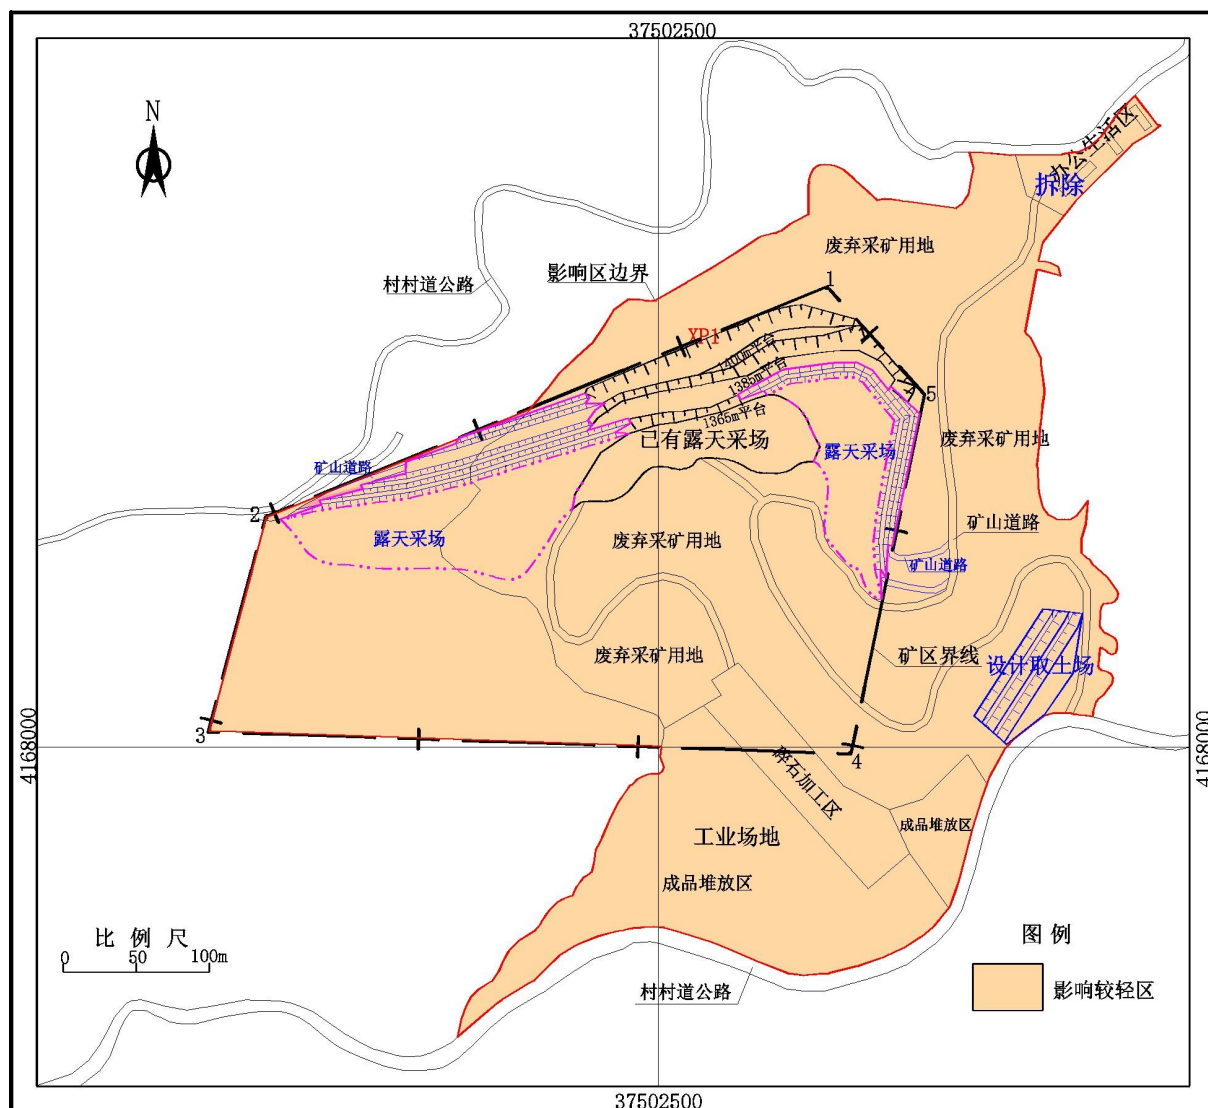 37502500
N
办公生活区
拆除
废弃采矿用地
影响区边界
村村道公路
1
XP1
1400m平台
1385m平台
5
1365m平台
已有露天采场
露天采场
废弃采矿用地
矿山道路
2
矿山道路
露天采场
废弃采矿用地
矿山道路
废弃采矿用地
矿区界线
设计取土场
3
4168000
4168000
4
碎石加工区
成品堆放区
工业场地
成品堆放区
比 例 尺
0 50 100m
图 例
村村道公路
影响较轻区
37502500